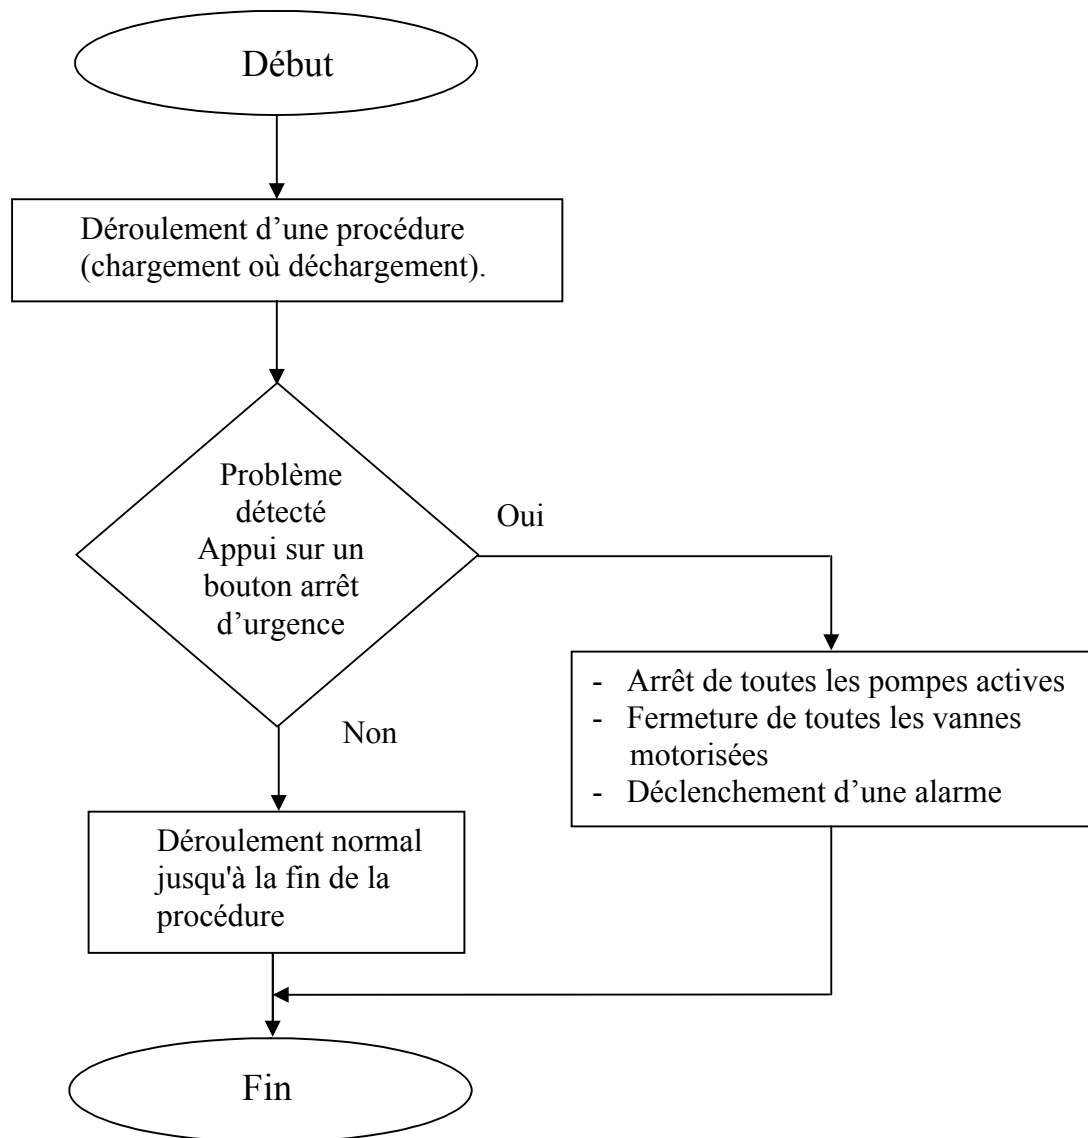 Début
Déroulement d’une procédure
(chargement où déchargement).
Problème
détecté
Appui sur un
bouton arrêt
d’urgence
Oui
- Arrêt de toutes les pompes actives
- Fermeture de toutes les vannes
motorisées
- Déclenchement d’une alarme
Non
Déroulement normal
jusqu'à la fin de la
procédure
Fin